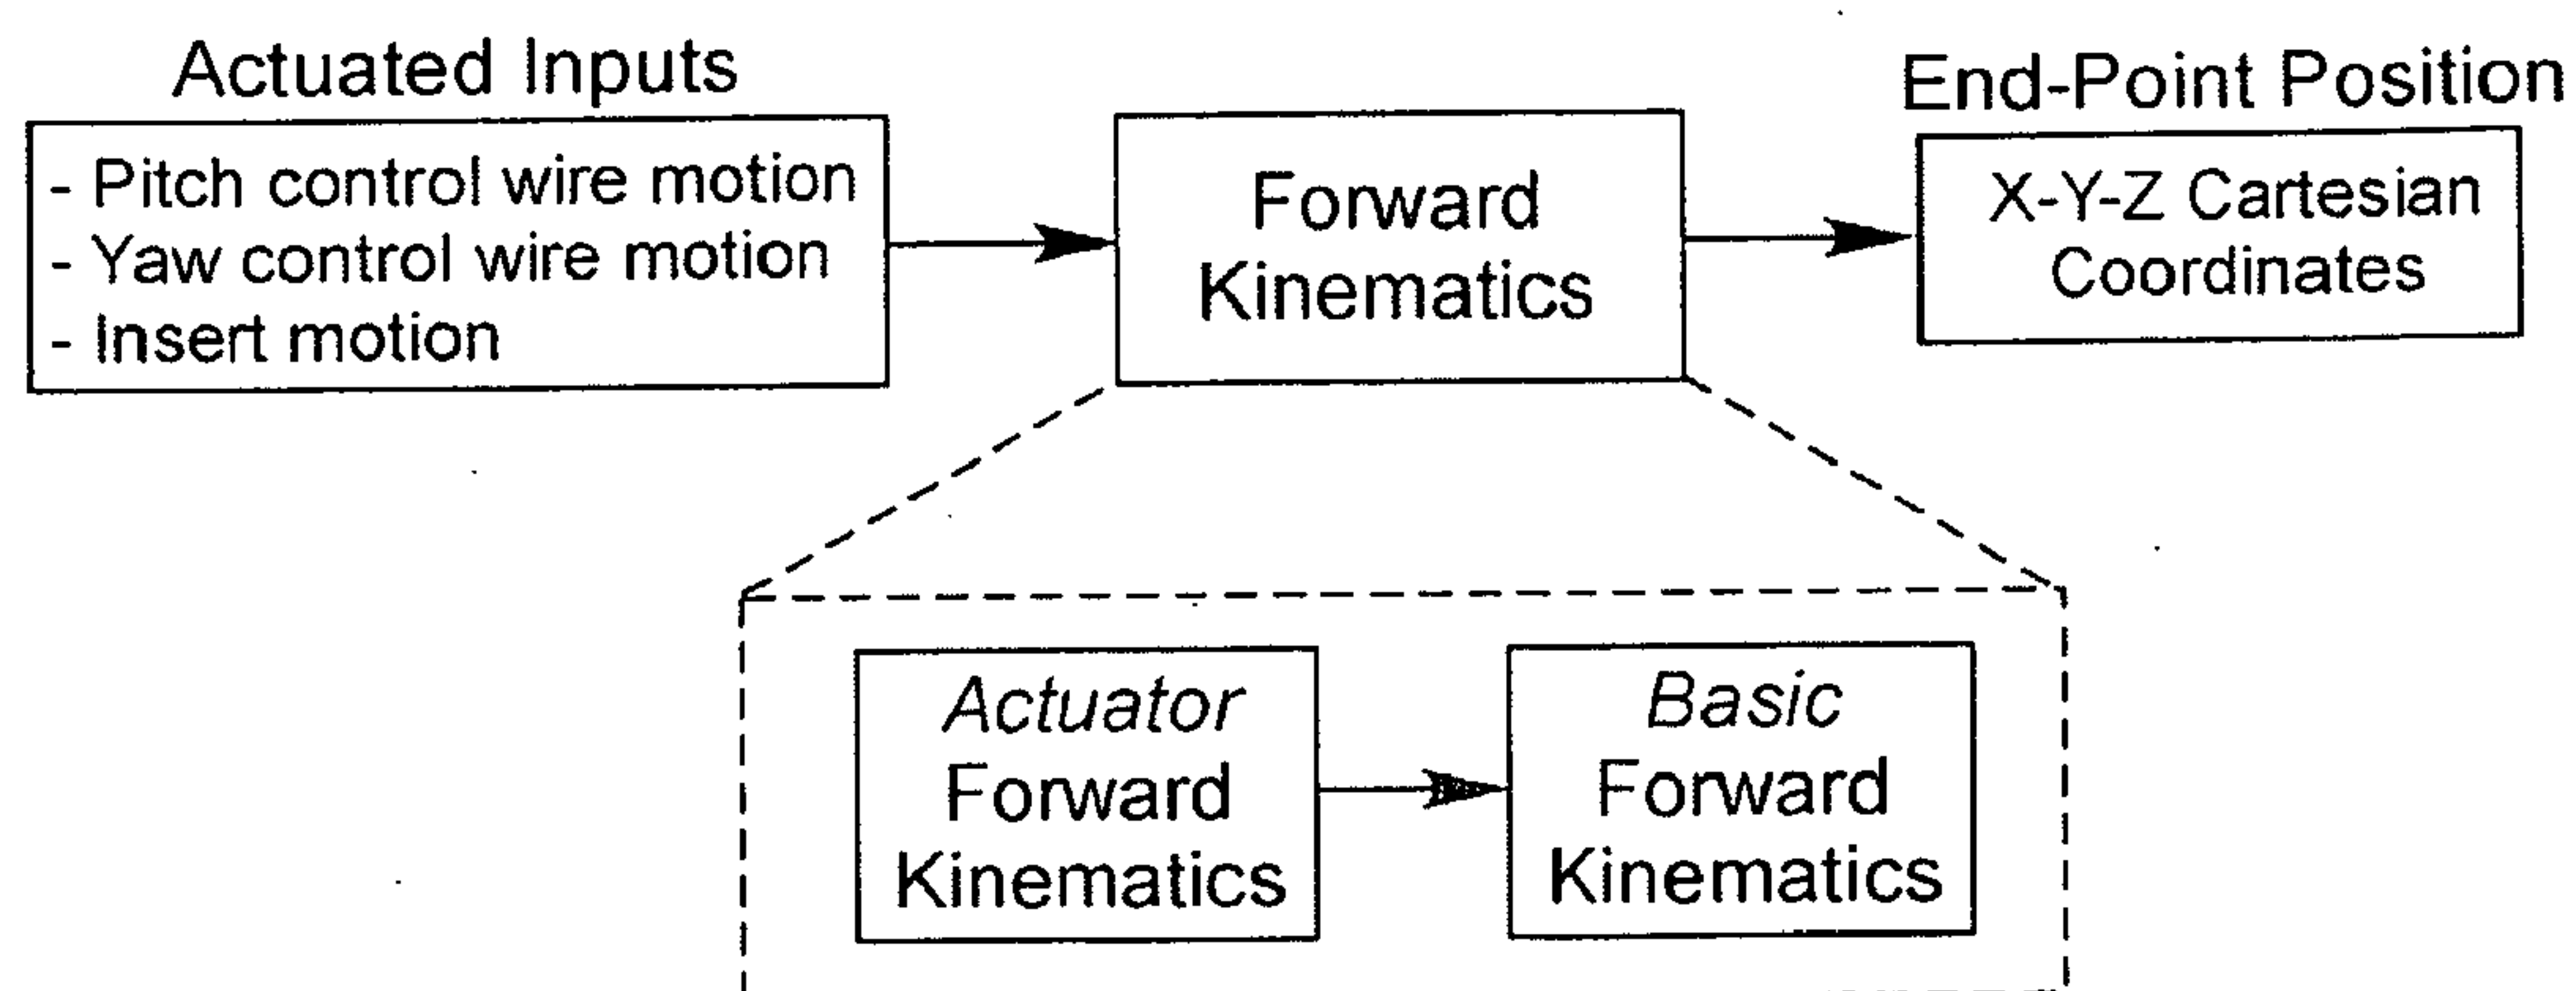 Actuated Inputs
- Pitch control wire motion
- Yaw control wire motion
- Insert motion
Forward
Kinematics
End-Point Position
X-Y-Z Cartesian
Coordinates
Actuator
Forward
Kinematics
Basic
Forward
Kinematics